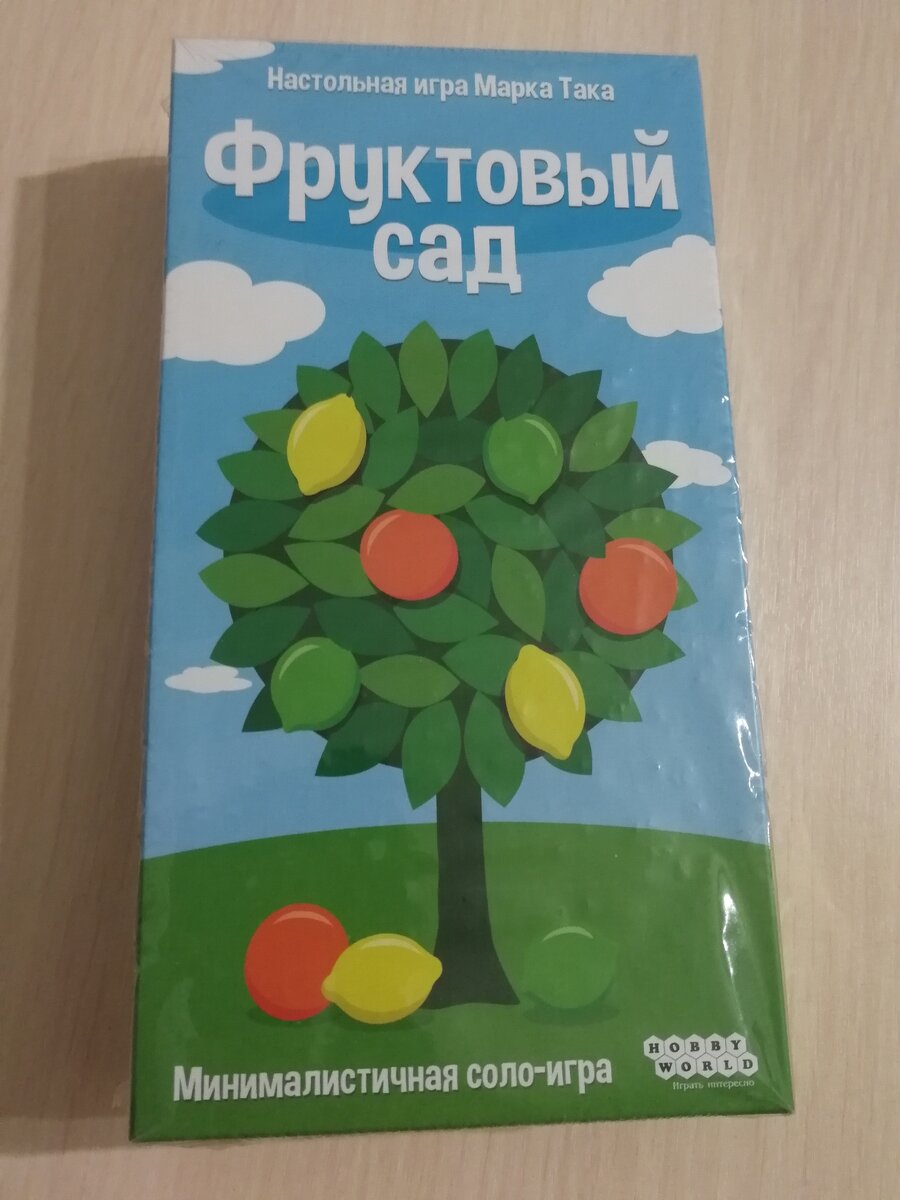 Настольная игра Марка Така
Фруктовый
сад
Минималистичная соло-игра
HOBBY
WORLD
Играть интересно